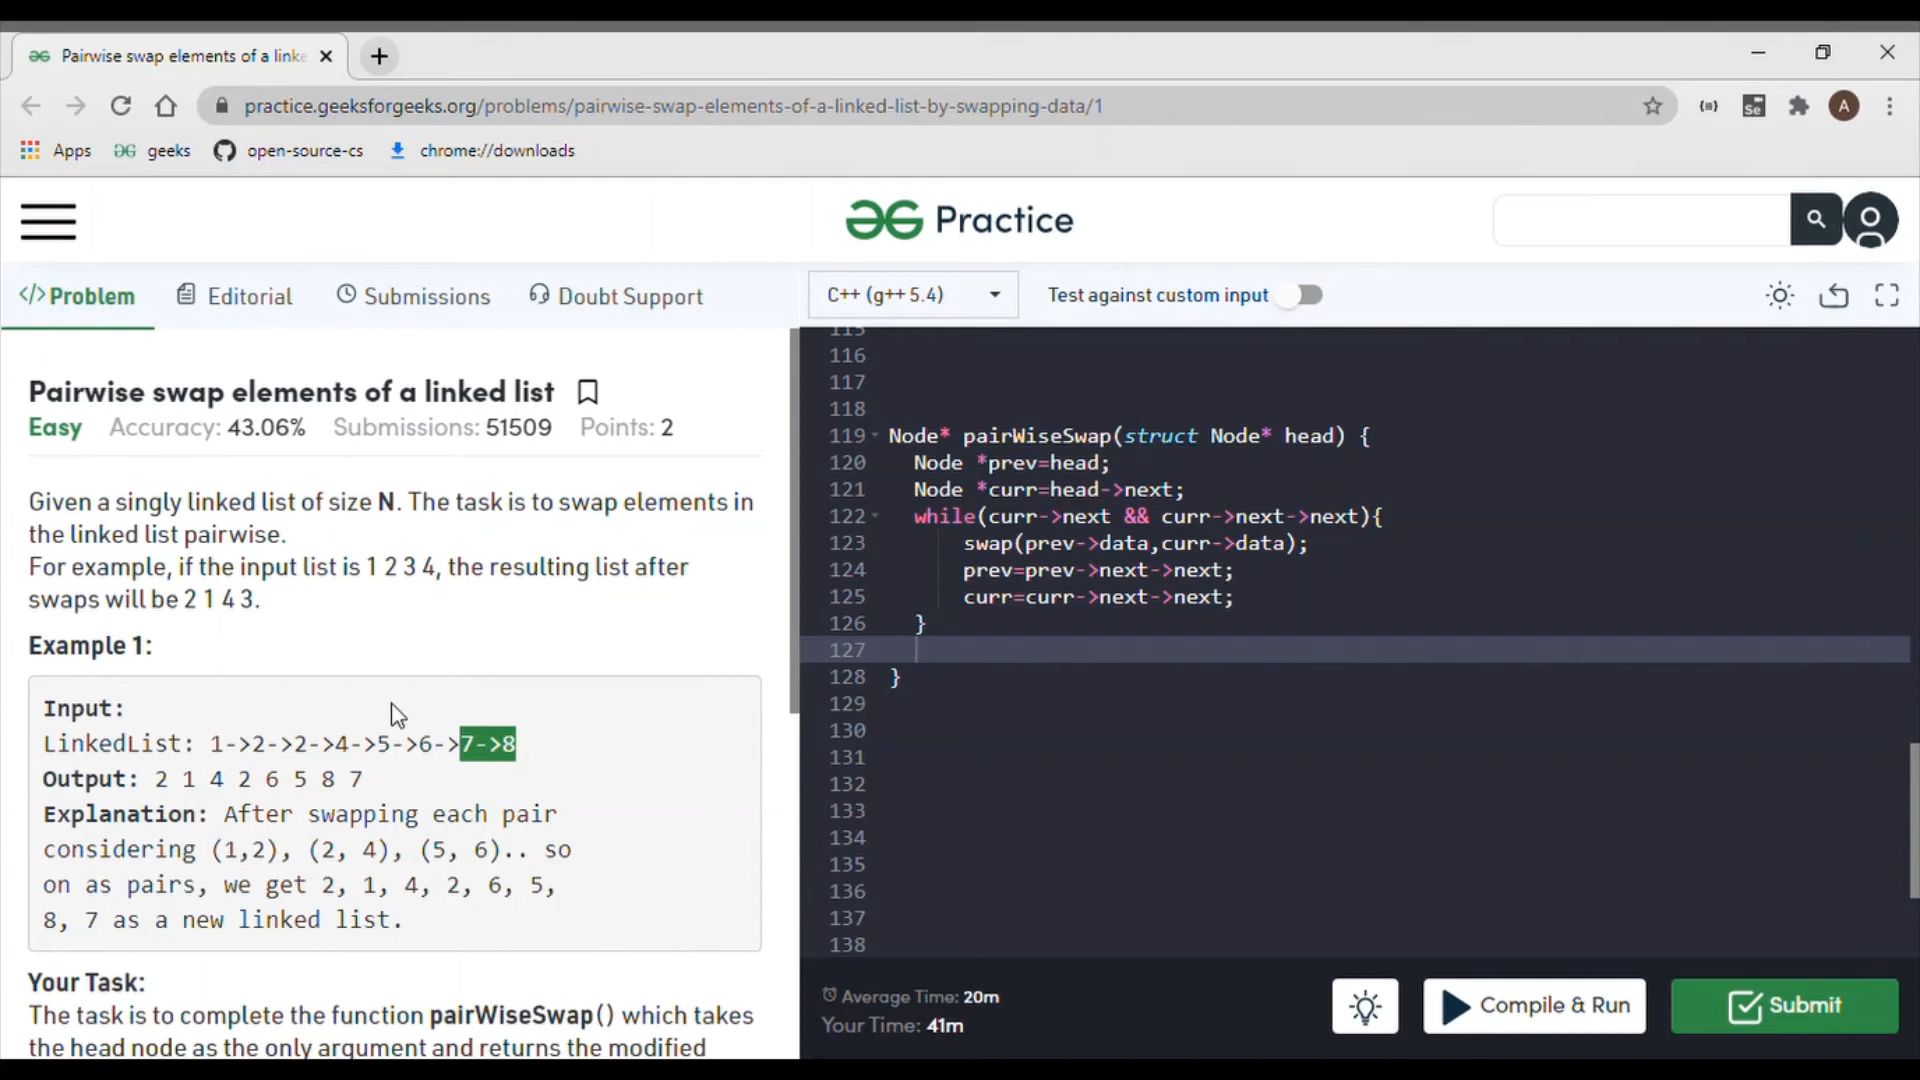 Pairwise swap elements of a linke
practice.geeksforgeeks.org/problems/pairwise-swap-elements-of-a-linked-list-by-swapping-data/1
Se
A
Apps
geeks
open-source-cs
chrome://downloads
Practice
</>Problem
Editorial
Submissions
Doubt Support
C++ (g++ 5.4)
Test against custom input
Pairwise swap elements of a linked list
Easy Accuracy: 43.06% Submissions: 51509 Points: 2
Given a singly linked list of size N. The task is to swap elements in
the linked list pairwise.
For example, if the input list is 1 2 3 4, the resulting list after
swaps will be 2 1 4 3.
Example 1:
Input:
LinkedList: 1->2->2->4->5->6->7->8
Output: 2 1 4 2 6 5 8 7
Explanation: After swapping each pair
considering (1,2), (2, 4), (5, 6).. so
on as pairs, we get 2, 1, 4, 2, 6, 5,
8, 7 as a new linked list.
Your Task:
The task is to complete the function pairWiseSwap() which takes
the head node as the only argument and returns the modified
115
116
117
118
119 Node* pairWiseSwap(struct Node* head) {
120 Node *prev=head;
121 Node *curr=head->next;
122 while(curr->next && curr->next->next){
123 swap(prev->data,curr->data);
124 prev=prev->next->next;
125 curr=curr->next->next;
126 }
127
128 }
129
130
131
132
133
134
135
136
137
138
Average Time: 20m
Your Time: 41m
Compile & Run
Submit